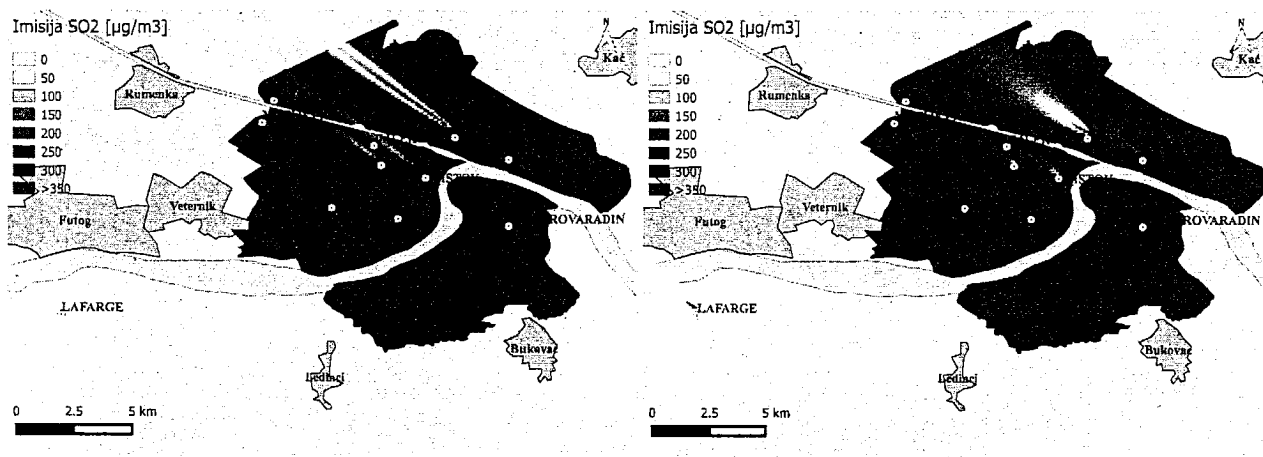 Imisija SO2 [µg/m3]
0
50
100
150
200
250
300
>350
Rumenka
N
Kać
Futog
Veternik
ROVARADIN
LAFARGE
Bukovac
Ledinci
0 2.5 5 km
Imisija SO2 [µg/m3]
0
50
100
150
200
250
300
>350
Rumenka
N
Kać
Futog
Veternik
ROVARADIN
LAFARGE
Bukovac
Ledinci
0 2.5 5 km